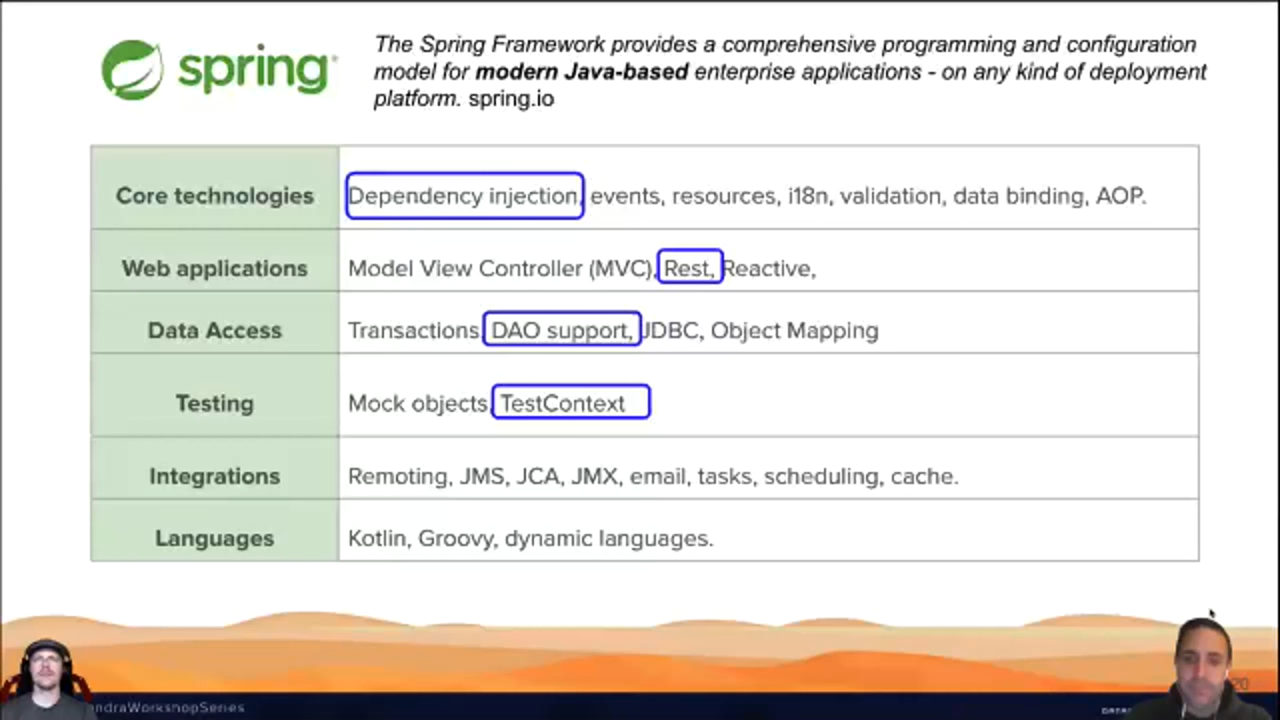 spring
The Spring Framework provides a comprehensive programming and configuration
model for modern Java-based enterprise applications - on any kind of deployment
platform. spring.io
Core technologies Dependency injection, events, resources, i18n, validation, data binding, AOP.
Web applications Model View Controller (MVC), Rest, Reactive,
Data Access Transactions, DAO support, JDBC, Object Mapping
Testing Mock objects, TestContext
Integrations Remoting, JMS, JCA, JMX, email, tasks, scheduling, cache.
Languages Kotlin, Groovy, dynamic languages.
20
ndraWorkshopSeries